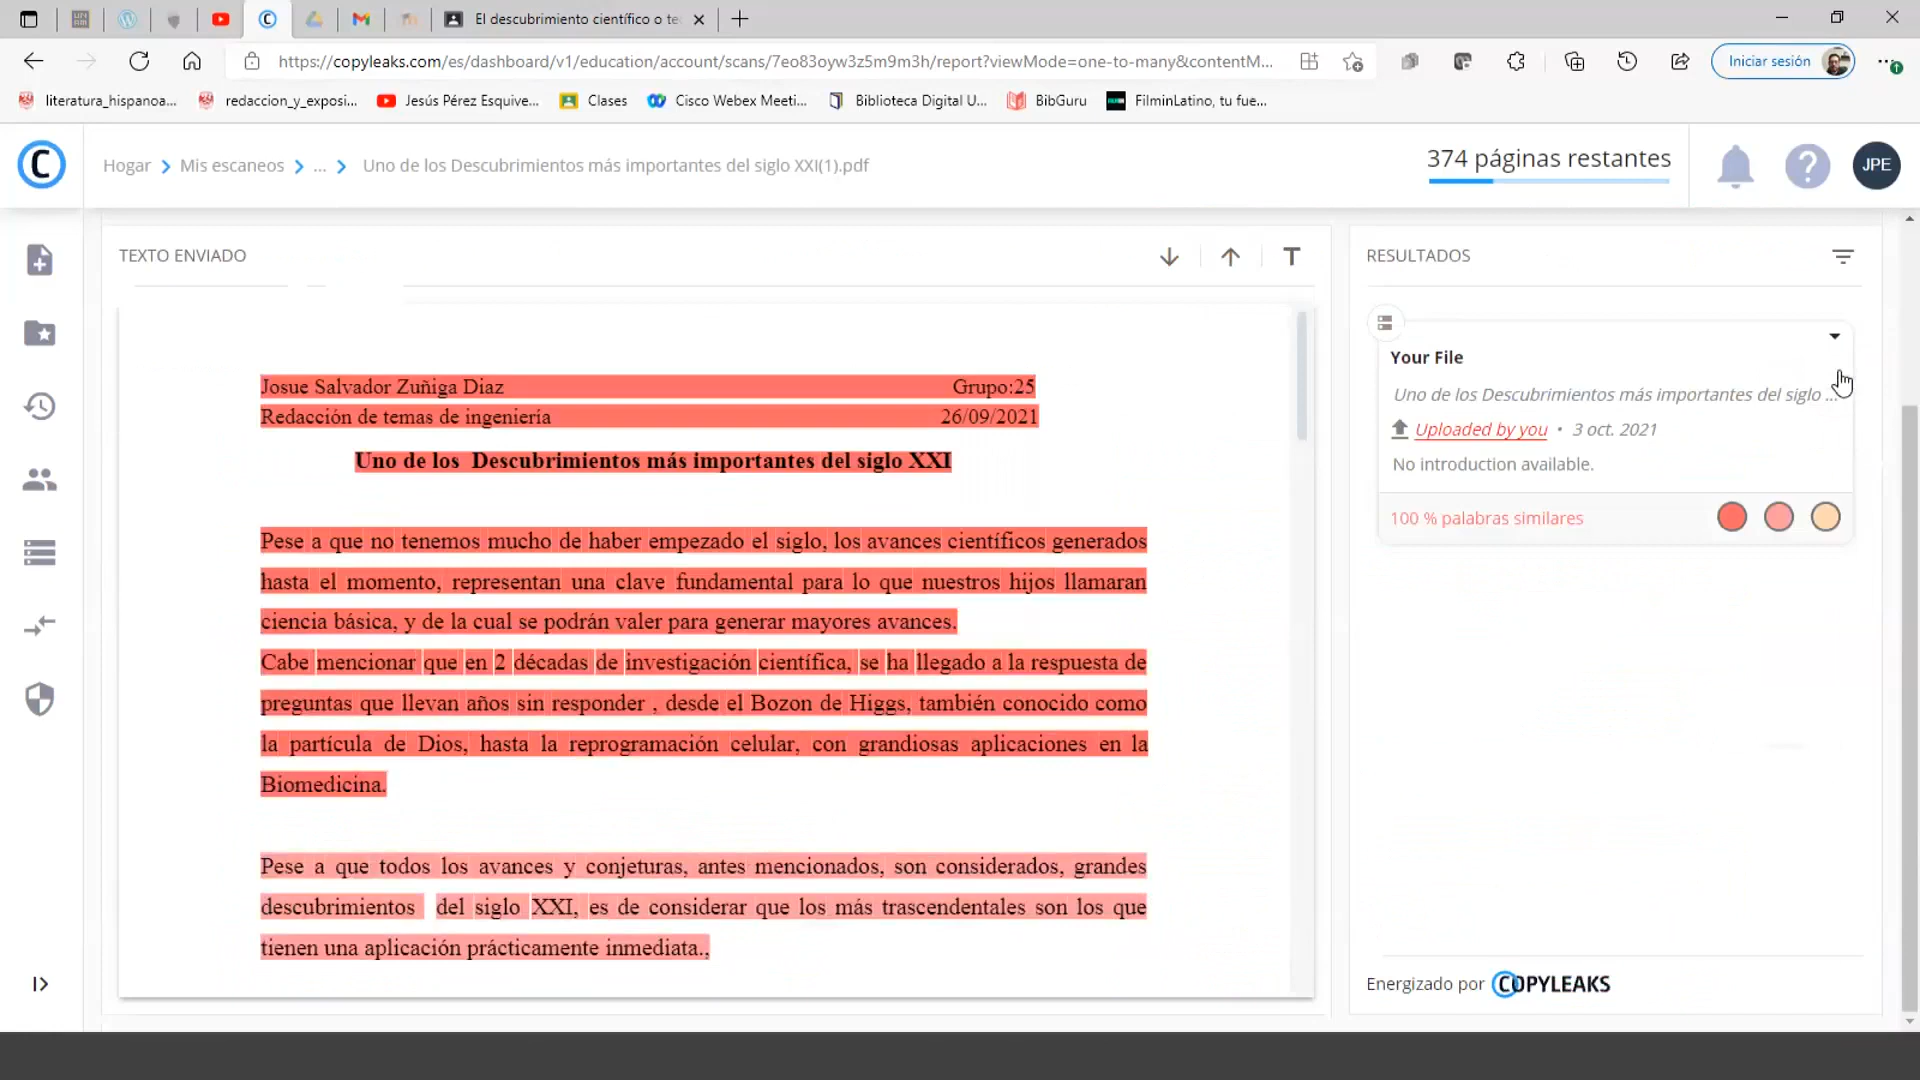 El descubrimiento científico o te
https://copyleaks.com/es/dashboard/v1/education/account/scans/7eo83oyw3z5m9m3h/report?viewMode=one-to-many&contentM...
Iniciar sesión
literatura_hispanoa...
redaccion_y_exposi...
Jesús Pérez Esquive...
Clases
Cisco Webex Meeti...
Biblioteca Digital U...
BibGuru
FilminLatino, tu fue...
C
Hogar
Mis escaneos
...
Uno de los Descubrimientos más importantes del siglo XXI(1).pdf
374 páginas restantes
JPE
TEXTO ENVIADO
T
Josue Salvador Zuñiga Diaz Grupo:25
Redacción de temas de ingeniería 26/09/2021
Uno de los Descubrimientos más importantes del siglo XXI
Pese a que no tenemos mucho de haber empezado el siglo, los avances científicos generados
hasta el momento, representan una clave fundamental para lo que nuestros hijos llamaran
ciencia básica, y de la cual se podrán valer para generar mayores avances.
Cabe mencionar que en 2 décadas de investigación científica, se ha llegado a la respuesta de
preguntas que llevan años sin responder , desde el Bozon de Higgs, también conocido como
la partícula de Dios, hasta la reprogramación celular, con grandiosas aplicaciones en la
Biomedicina.
Pese a que todos los avances y conjeturas, antes mencionados, son considerados, grandes
descubrimientos del siglo XXI, es de considerar que los más trascendentales son los que
tienen una aplicación prácticamente inmediata.,
RESULTADOS
Your File
Uno de los Descubrimientos más importantes del siglo ...
Uploaded by you • 3 oct. 2021
No introduction available.
100 % palabras similares
Energizado por COPYLEAKS